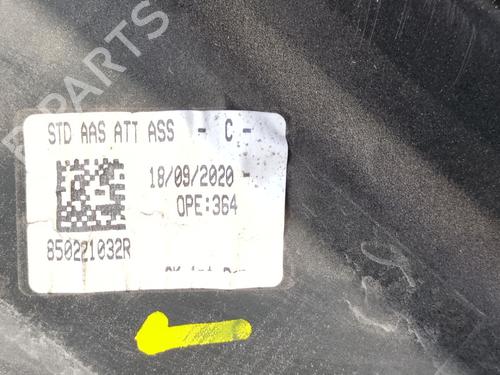 STD AAS ATT ASS - C -
18/09/2020 -
OPE:364
850221032R